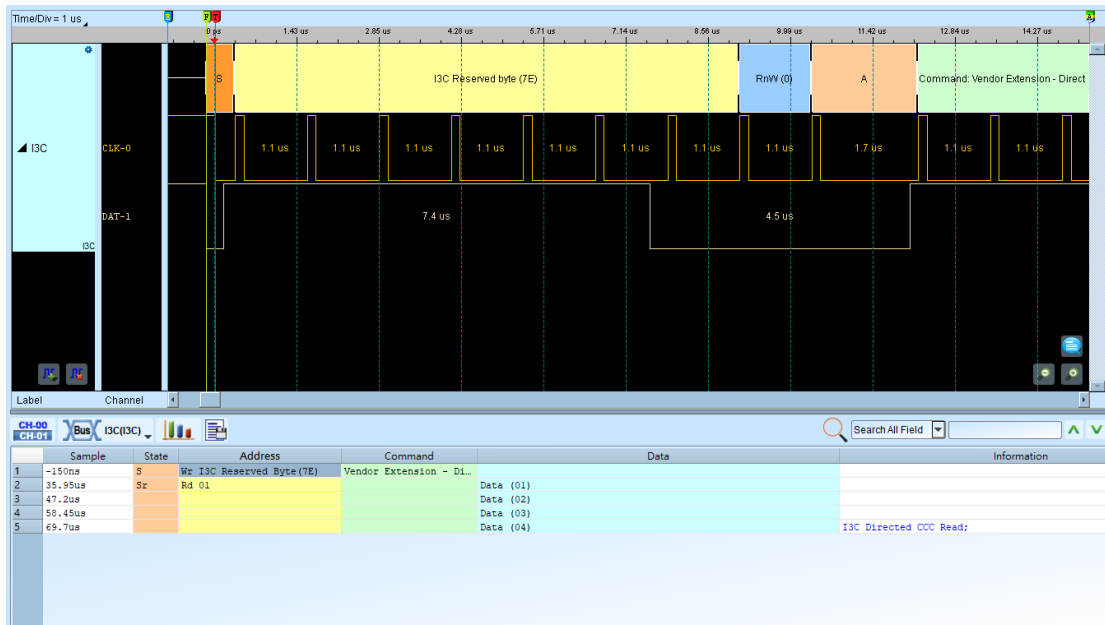 Time/Div = 1 us
F T A
0 ps 1.43 us 2.85 us 4.28 us 5.71 us 7.14 us 8.56 us 9.99 us 11.42 us 12.84 us 14.27 us
S I3C Reserved byte (7E) RnW (0) A Command: Vendor Extension - Direct
I3C CLK-0 1.1 us 1.1 us 1.1 us 1.1 us 1.1 us 1.1 us 1.1 us 1.1 us 1.7 us 1.1 us 1.1 us
DAT-1 7.4 us 4.5 us
I3C
Label Channel
CH-00
CH-01
Bus I3C(I3C) Search All Field
Sample State Address Command Data Information
1 -150ns S Wr I3C Reserved Byte(7E) Vendor Extension - Di...
2 35.95us Sr Rd 01 Data (01)
3 47.2us Data (02)
4 58.45us Data (03)
5 69.7us Data (04) I3C Directed CCC Read;